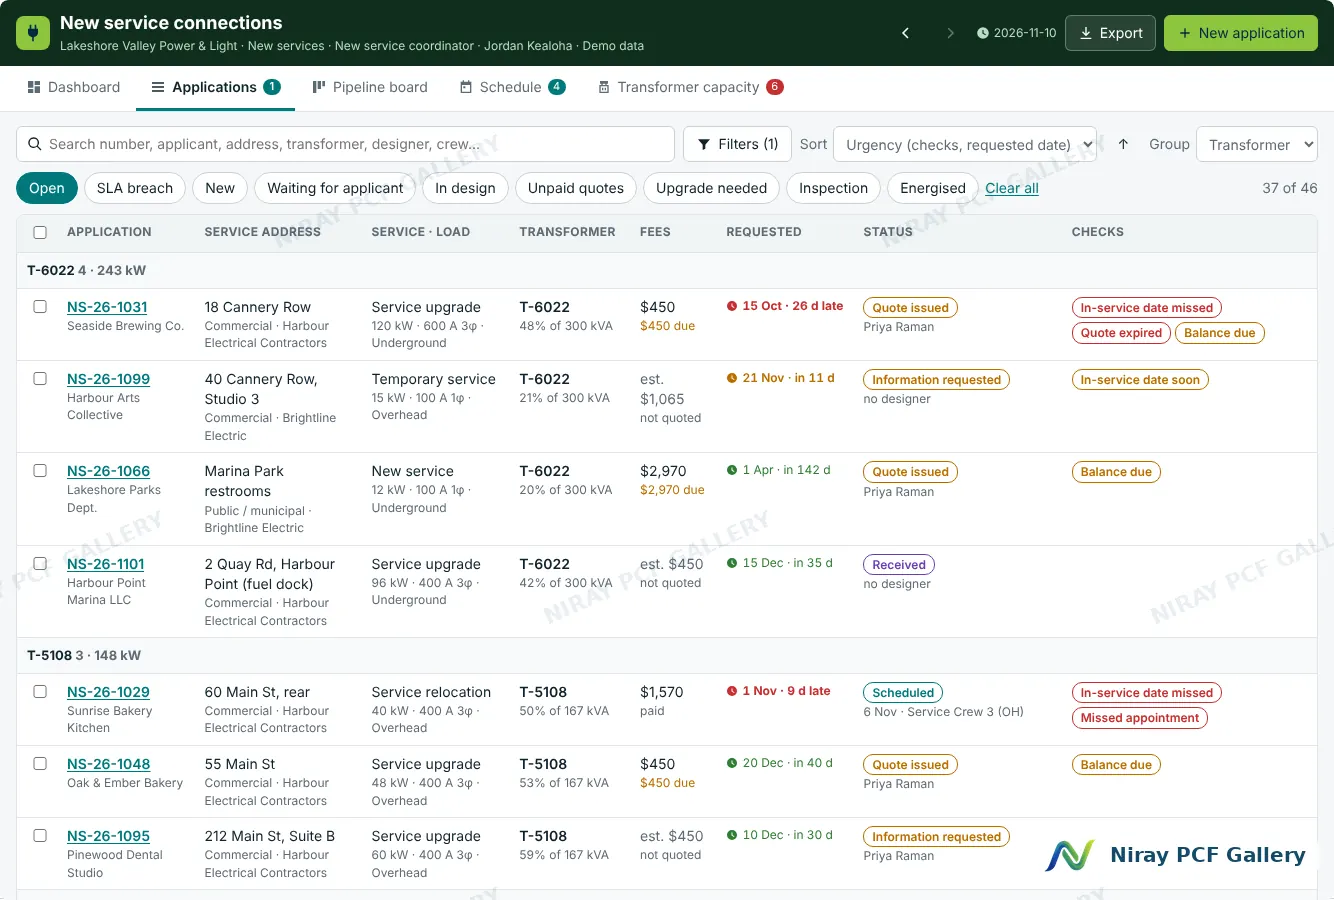 New service connections
Lakeshore Valley Power & Light · New services · New service coordinator · Jordan Kealoha · Demo data
2026-11-10
Export
+ New application
Dashboard
Applications 1
Pipeline board
Schedule 4
Transformer capacity 6
Search number, applicant, address, transformer, designer, crew...
Filters (1)
Sort
Urgency (checks, requested date)
↑
Group
Transformer
Open
SLA breach
New
Waiting for applicant
In design
Unpaid quotes
Upgrade needed
Inspection
Energised
Clear all
37 of 46
APPLICATION SERVICE ADDRESS SERVICE · LOAD TRANSFORMER FEES REQUESTED STATUS CHECKS
T-6022 4 · 243 kW
NS-26-1031
Seaside Brewing Co.
18 Cannery Row
Commercial · Harbour
Electrical Contractors
Service upgrade
120 kW · 600 A 3φ ·
Underground
T-6022
48% of 300 kVA
$450
$450 due
15 Oct · 26 d late
Quote issued
Priya Raman
In-service date missed
Quote expired
Balance due
NS-26-1099
Harbour Arts
Collective
40 Cannery Row,
Studio 3
Commercial · Brightline
Electric
Temporary service
15 kW · 100 A 1φ ·
Overhead
T-6022
21% of 300 kVA
est.
$1,065
not quoted
21 Nov · in 11 d
Information requested
no designer
In-service date soon
NS-26-1066
Lakeshore Parks
Dept.
Marina Park
restrooms
Public / municipal ·
Brightline Electric
New service
12 kW · 100 A 1φ ·
Underground
T-6022
20% of 300 kVA
$2,970
$2,970 due
1 Apr · in 142 d
Quote issued
Priya Raman
Balance due
NS-26-1101
Harbour Point
Marina LLC
2 Quay Rd, Harbour
Point (fuel dock)
Commercial · Harbour
Electrical Contractors
Service upgrade
96 kW · 400 A 3φ ·
Underground
T-6022
42% of 300 kVA
est. $450
not quoted
15 Dec · in 35 d
Received
no designer
T-5108 3 · 148 kW
NS-26-1029
Sunrise Bakery
Kitchen
60 Main St, rear
Commercial · Harbour
Electrical Contractors
Service relocation
40 kW · 400 A 3φ ·
Overhead
T-5108
50% of 167 kVA
$1,570
paid
1 Nov · 9 d late
Scheduled
6 Nov · Service Crew 3 (OH)
In-service date missed
Missed appointment
NS-26-1048
Oak & Ember Bakery
55 Main St
Commercial · Harbour
Electrical Contractors
Service upgrade
48 kW · 400 A 3φ ·
Overhead
T-5108
53% of 167 kVA
$450
$450 due
20 Dec · in 40 d
Quote issued
Priya Raman
Balance due
NS-26-1095
Pinewood Dental
Studio
212 Main St, Suite B
Commercial · Harbour
Electrical Contractors
Service upgrade
60 kW · 400 A 3φ ·
Overhead
T-5108
59% of 167 kVA
est. $450
not quoted
10 Dec · in 30 d
Information requested
Priya Raman
Niray PCF Gallery
NIRAY PCF GALLERY
NIRAY PCF GALLERY
NIRAY PCF GALLERY
NIRAY PCF GALLERY